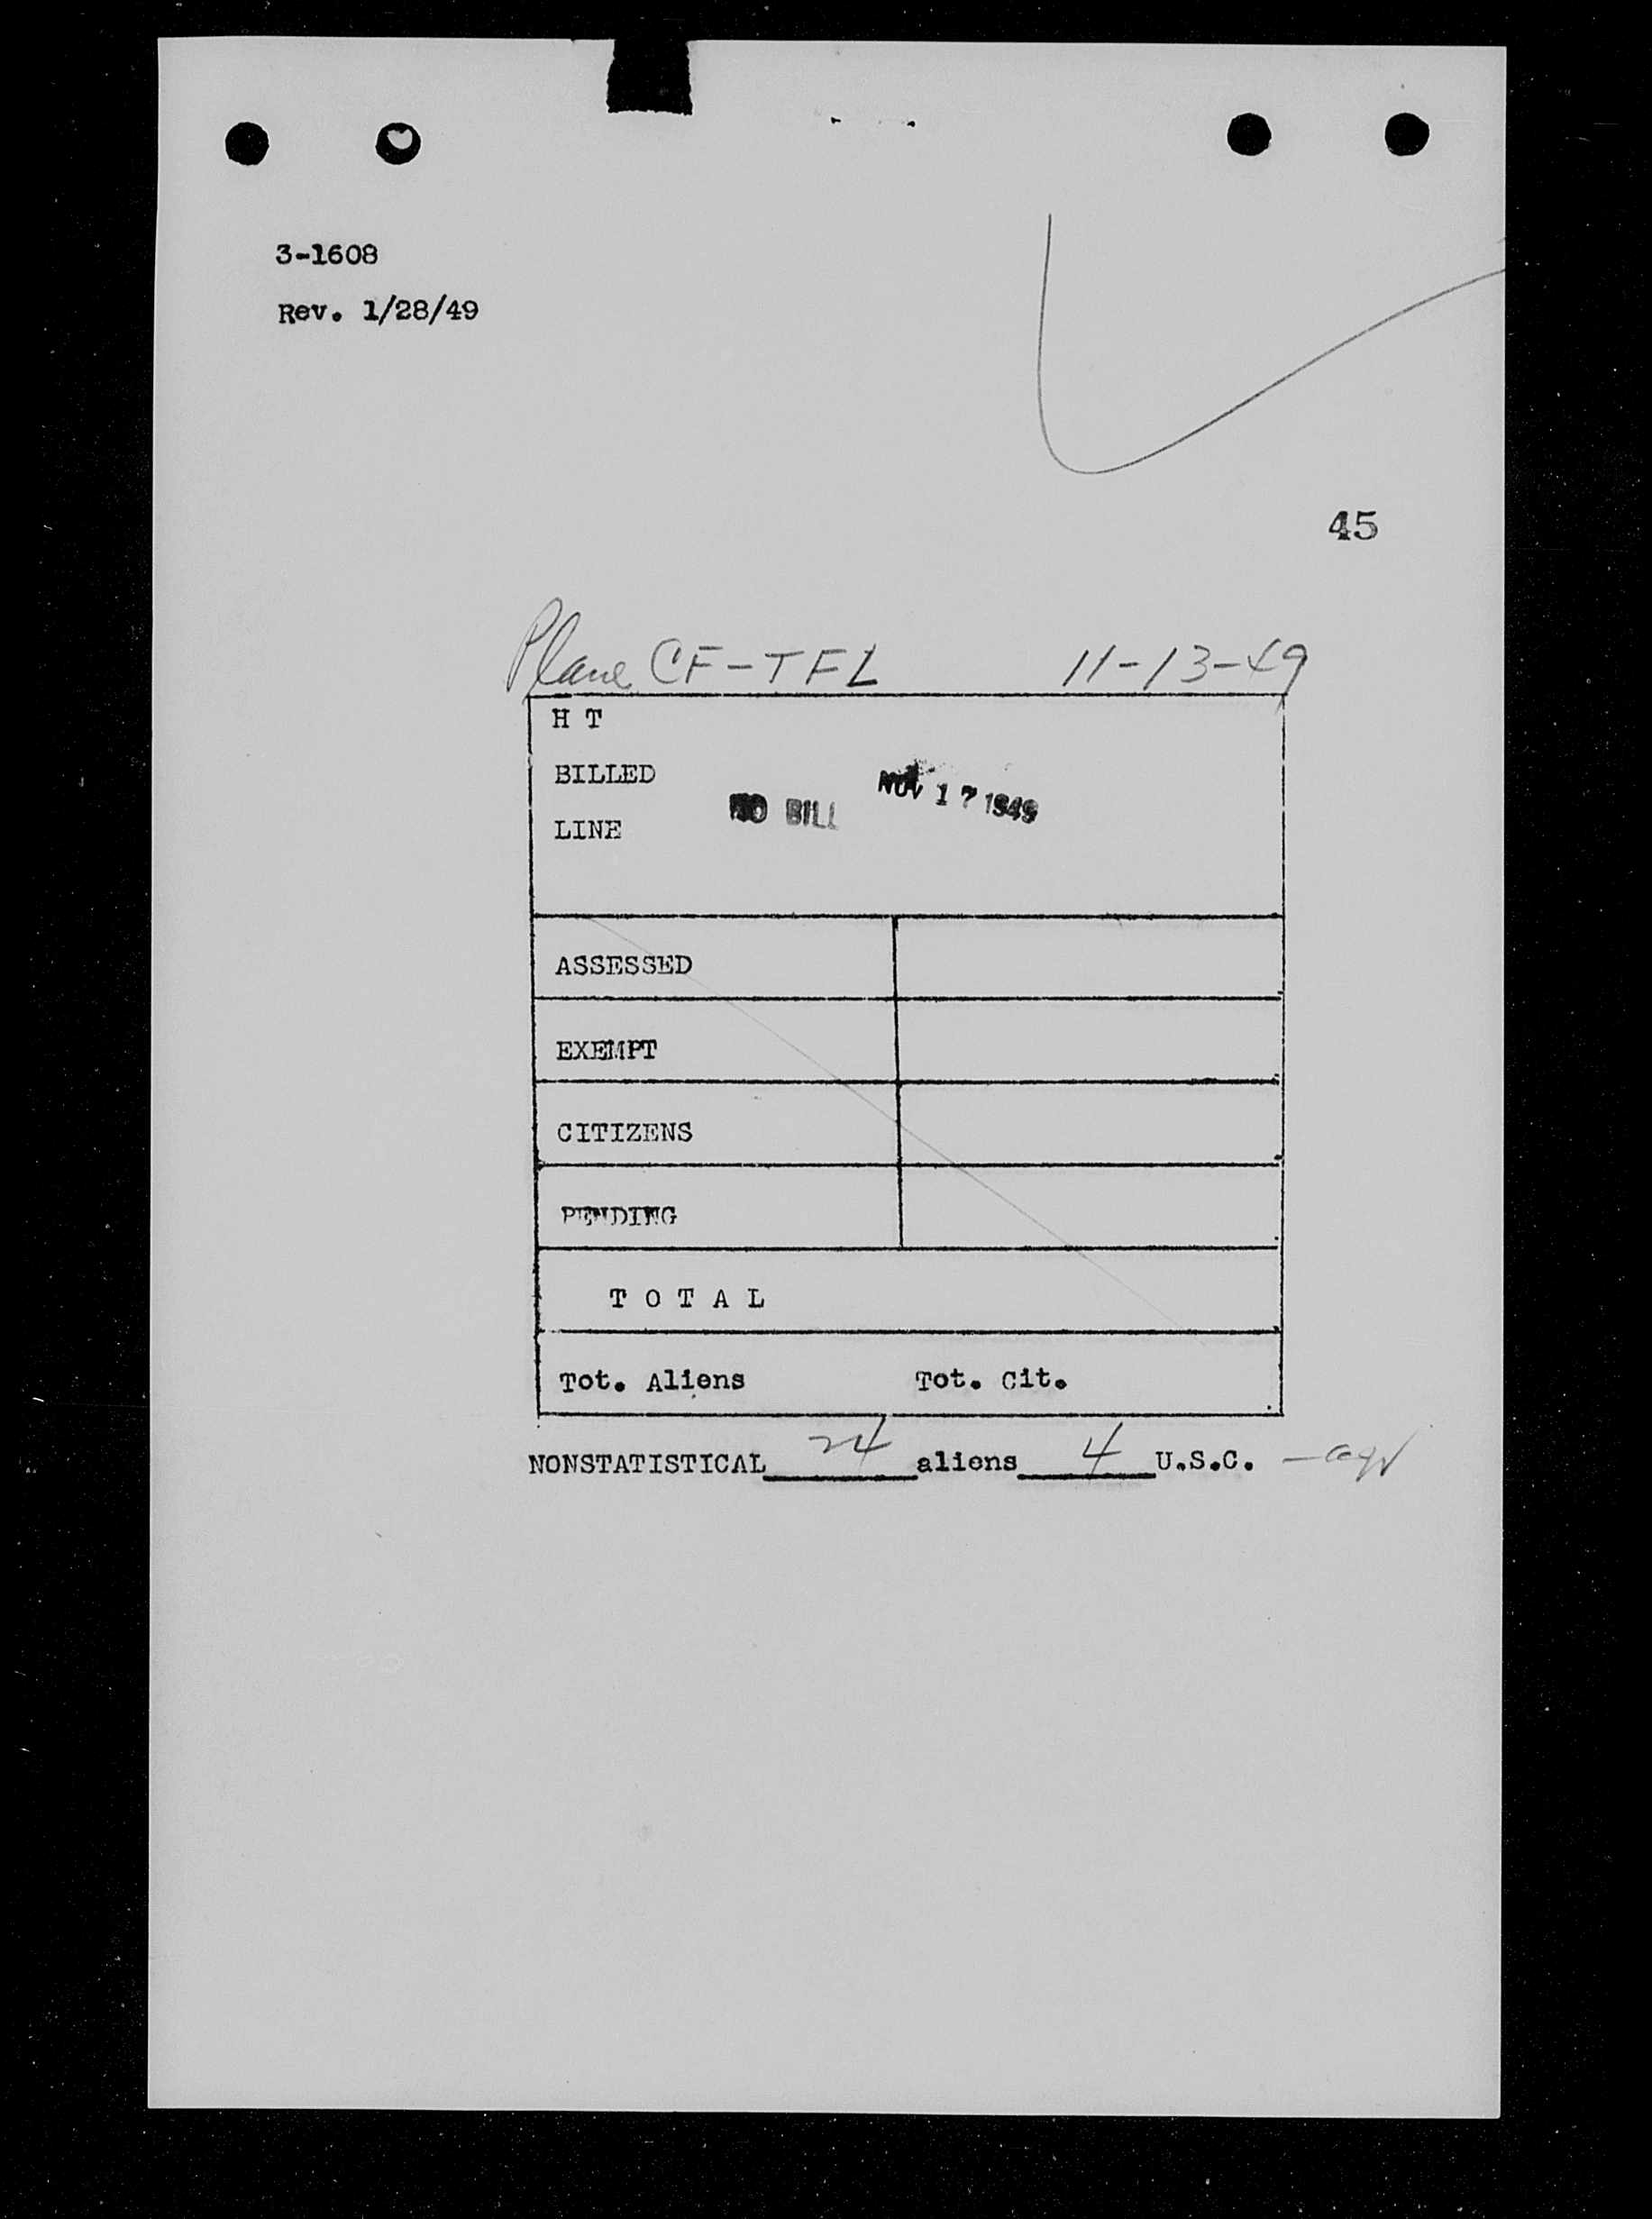 3-1608
Rev. 1/28/49
45
Plane CF-TFL 11-13-49
H T
BILLED
NO BILL NOV 17 1949
LINE
ASSESSED
EXEMPT
CITIZENS
PENDING
T O T A L
Tot. Aliens Tot. Cit.
NONSTATISTICAL 24 aliens 4 U.S.C. -